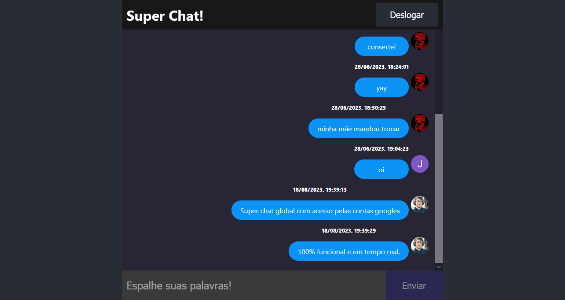 Super Chat!
Deslogar
consertei
28/06/2023, 18:24:01
yay
28/06/2023, 18:50:29
minha mãe mandou trocar
28/06/2023, 19:04:23
J
oi
18/08/2023, 19:39:13
Super chat global com acesso pelas contas googles
18/08/2023, 19:39:29
100% funcional e em tempo real.
Espalhe suas palavras!
Enviar